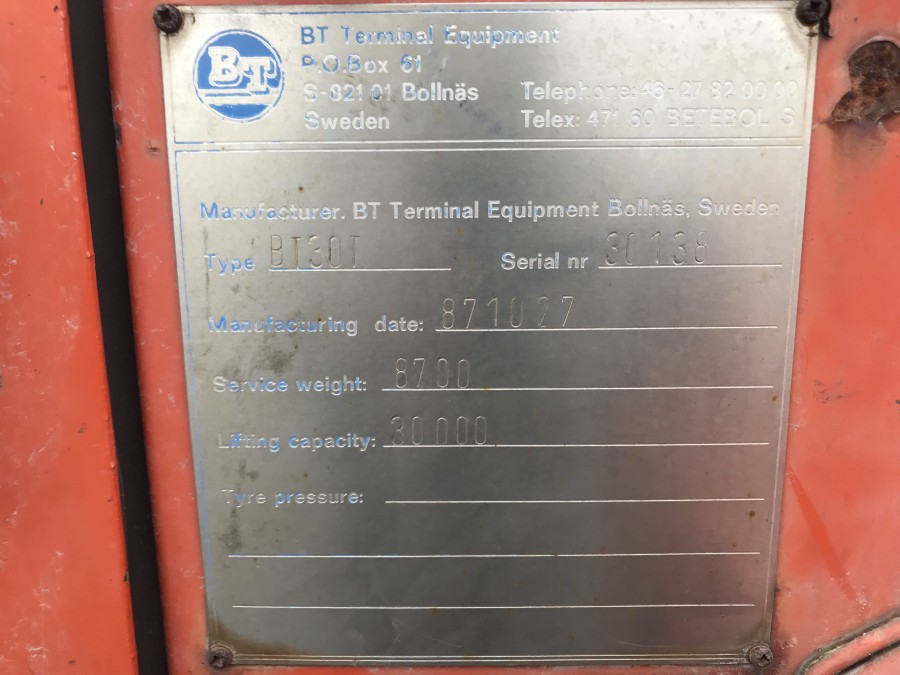 BT
BT Terminal Equipment
P.O.Box 61
S-821 01 Bollnäs Telephone: 46-27 82 00 00
Sweden Telex: 471 60 BETEBOL S
Manufacturer. BT Terminal Equipment Bollnäs, Sweden
Type BT30T Serial nr 30138
Manufacturing date: 871027
Service weight: 8700
Lifting capacity: 30000
Tyre pressure: